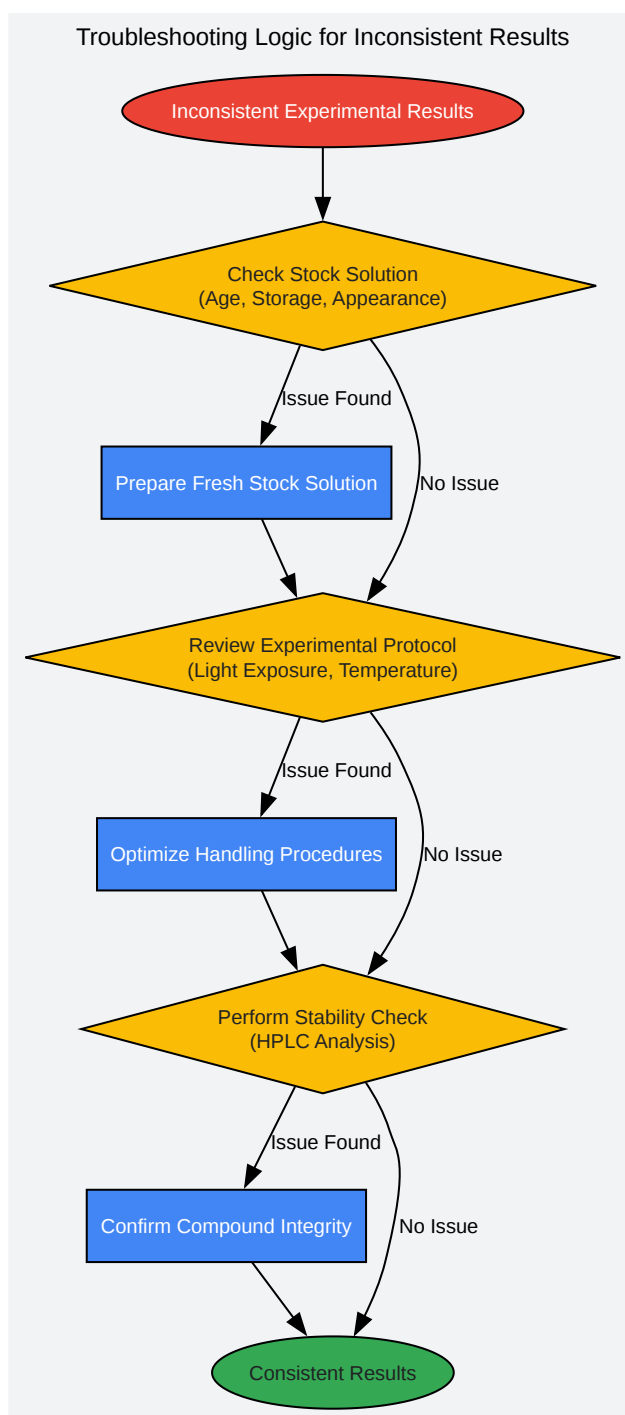 Troubleshooting Logic for Inconsistent Results
Inconsistent Experimental Results
Check Stock Solution
(Age, Storage, Appearance)
Issue Found
Prepare Fresh Stock Solution
No Issue
Review Experimental Protocol
(Light Exposure, Temperature)
Issue Found
Optimize Handling Procedures
No Issue
Perform Stability Check
(HPLC Analysis)
Issue Found
Confirm Compound Integrity
No Issue
Consistent Results